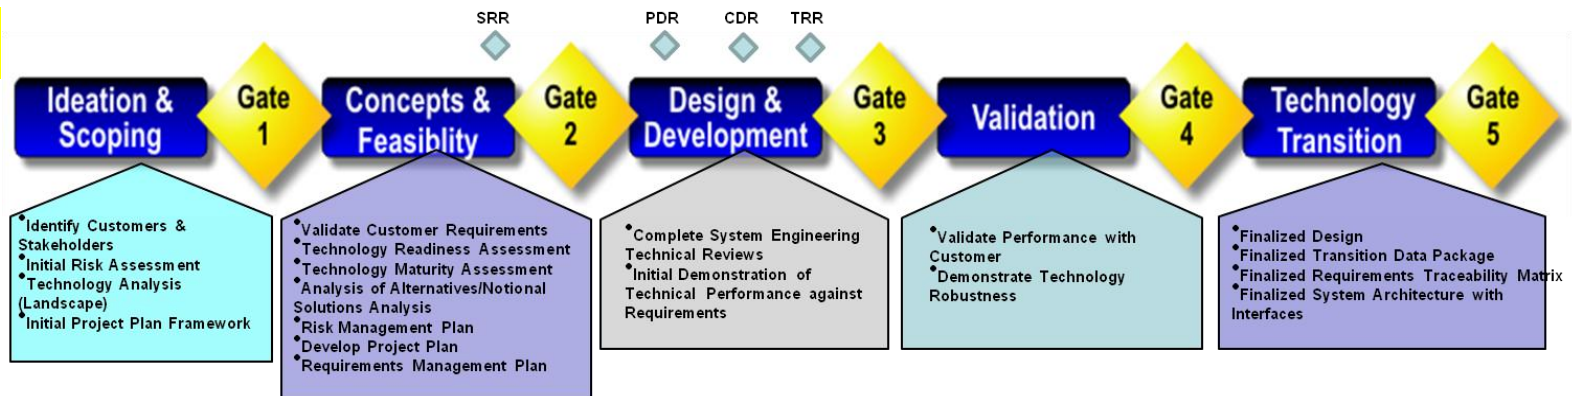 SRR
PDR
CDR
TRR
Ideation &
Scoping
Gate
1
Concepts &
Feasiblity
Gate
2
Design &
Development
Gate
3
Validation
Gate
4
Technology
Transition
Gate
5
•Identify Customers &
Stakeholders
•Initial Risk Assessment
•Technology Analysis
(Landscape)
•Initial Project Plan Framework
•Validate Customer Requirements
•Technology Readiness Assessment
•Technology Maturity Assessment
•Analysis of Alternatives/Notional
Solutions Analysis
•Risk Management Plan
•Develop Project Plan
•Requirements Management Plan
•Complete System Engineering
Technical Reviews
•Initial Demonstration of
Technical Performance against
Requirements
•Validate Performance with
Customer
•Demonstrate Technology
Robustness
•Finalized Design
•Finalized Transition Data Package
•Finalized Requirements Traceability Matrix
•Finalized System Architecture with
Interfaces